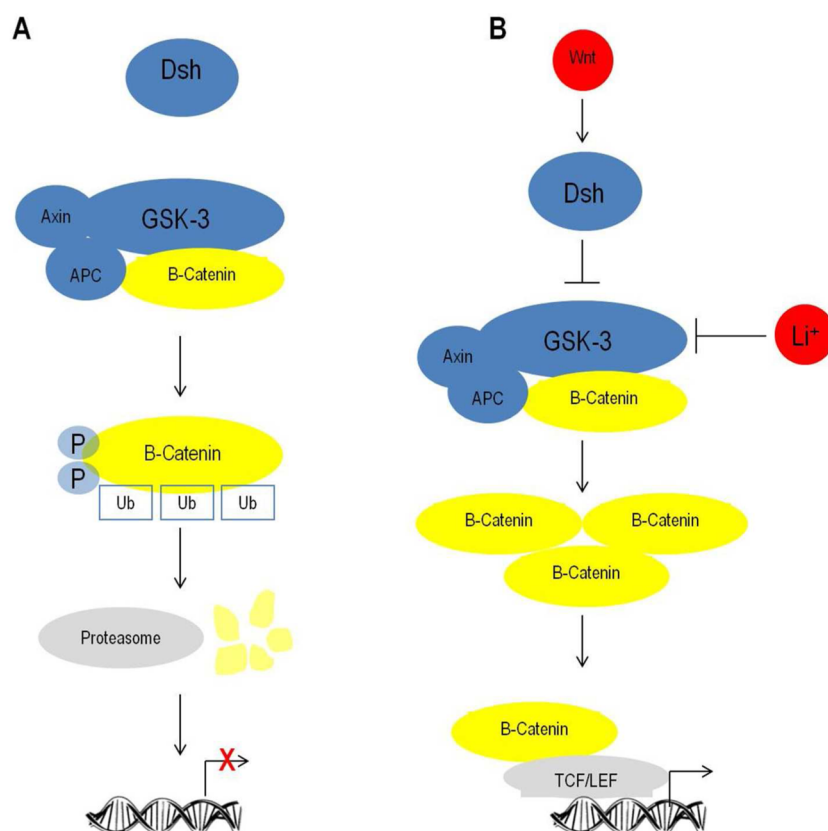 A
Dsh
Axin
GSK-3
APC
B-Catenin
P
P
B-Catenin
Ub
Ub
Ub
Proteasome
X
B
Wnt
Dsh
GSK-3
Li⁺
Axin
APC
B-Catenin
B-Catenin
B-Catenin
B-Catenin
B-Catenin
TCF/LEF